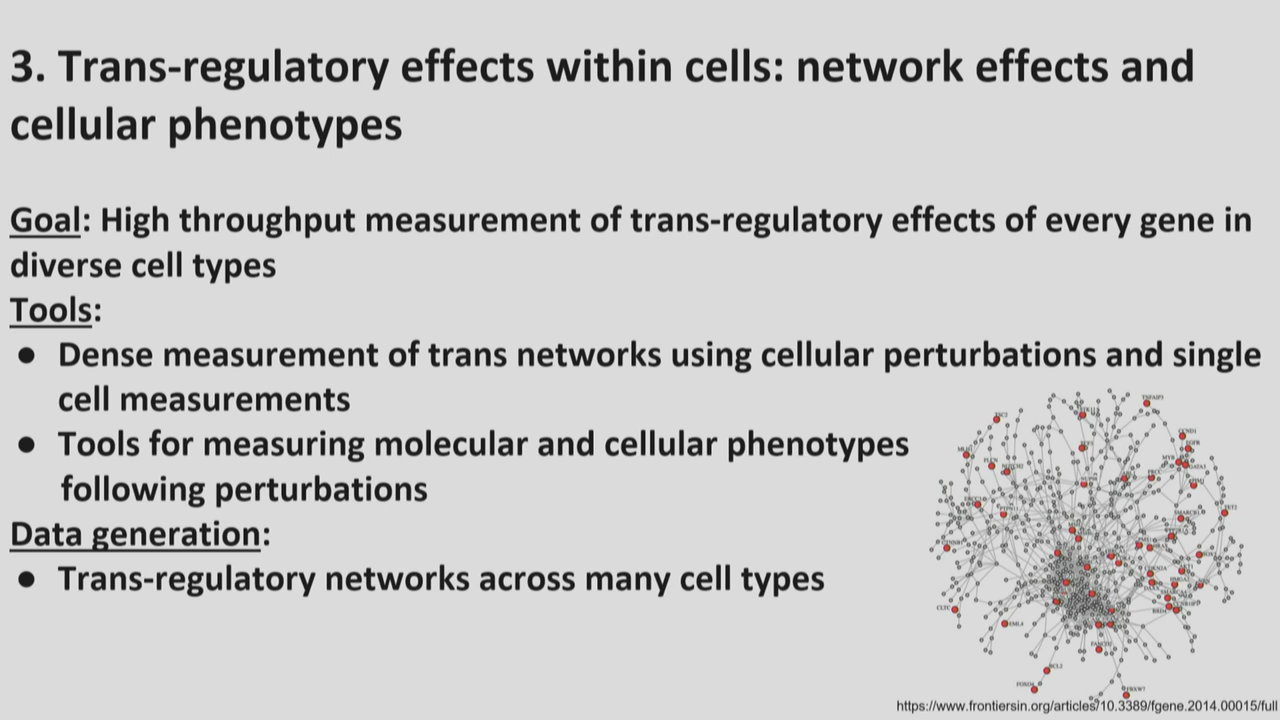 3. Trans-regulatory effects within cells: network effects and
cellular phenotypes
Goal: High throughput measurement of trans-regulatory effects of every gene in
diverse cell types
Tools:
● Dense measurement of trans networks using cellular perturbations and single
cell measurements
● Tools for measuring molecular and cellular phenotypes
following perturbations
Data generation:
● Trans-regulatory networks across many cell types
https://www.frontiersin.org/articles/10.3389/fgene.2014.00015/full